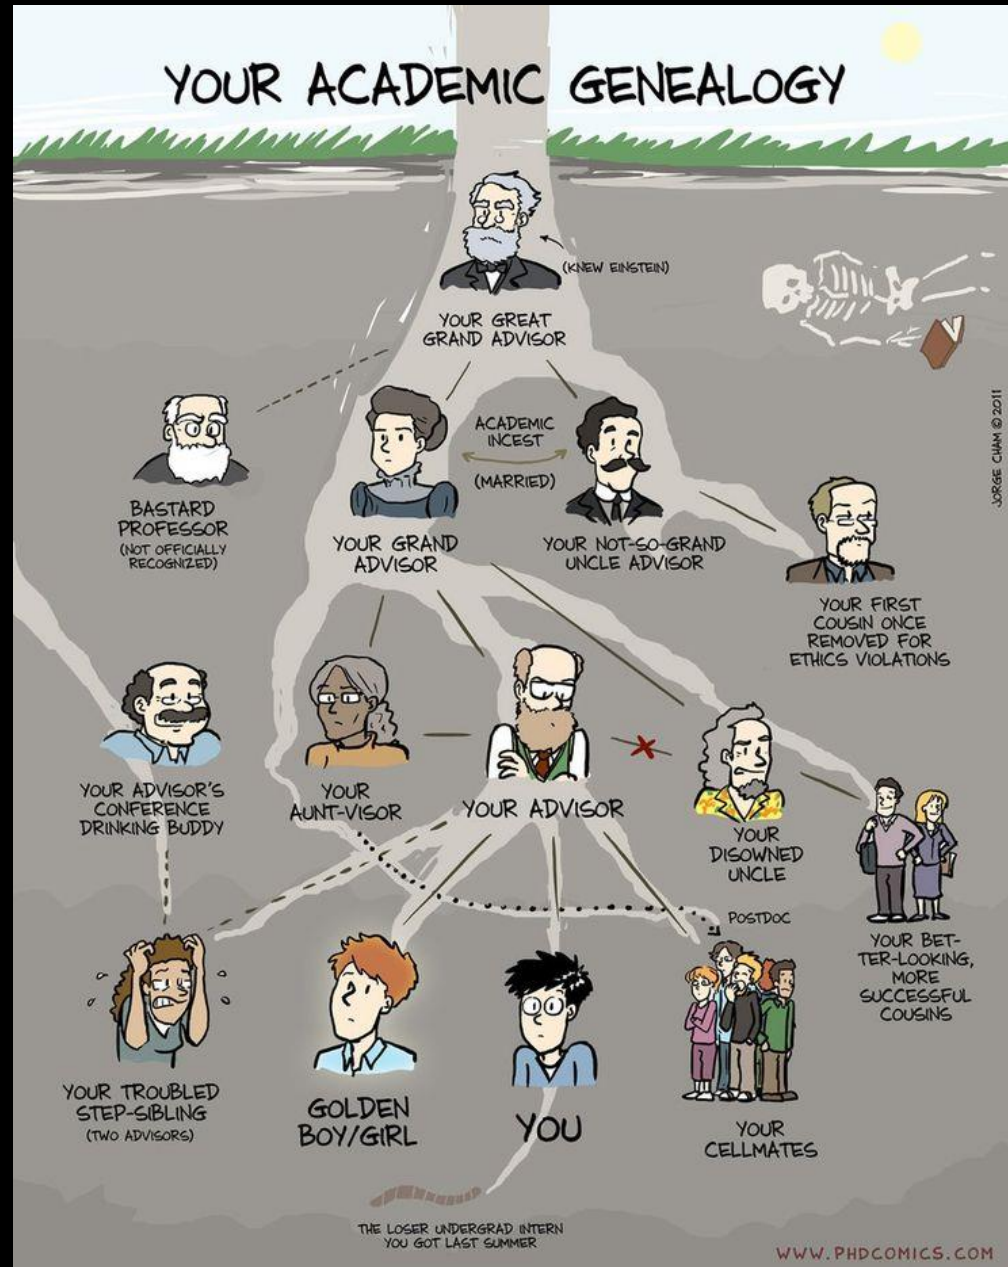 YOUR ACADEMIC GENEALOGY
(KNEW EINSTEIN)
YOUR GREAT
GRAND ADVISOR
JORGE CHAM © 2011
ACADEMIC
INCEST
(MARRIED)
BASTARD
PROFESSOR
(NOT OFFICIALLY
RECOGNIZED)
YOUR GRAND
ADVISOR
YOUR NOT-SO-GRAND
UNCLE ADVISOR
YOUR FIRST
COUSIN ONCE
REMOVED FOR
ETHICS VIOLATIONS
YOUR ADVISOR'S
CONFERENCE
DRINKING BUDDY
YOUR
AUNT-VISOR
YOUR ADVISOR
YOUR
DISOWNED
UNCLE
POSTDOC
YOUR BET-
TER-LOOKING,
MORE
SUCCESSFUL
COUSINS
YOUR TROUBLED
STEP-SIBLING
(TWO ADVISORS)
GOLDEN
BOY/GIRL
YOU
YOUR
CELLMATES
THE LOSER UNDERGRAD INTERN
YOU GOT LAST SUMMER
WWW.PHDCOMICS.COM